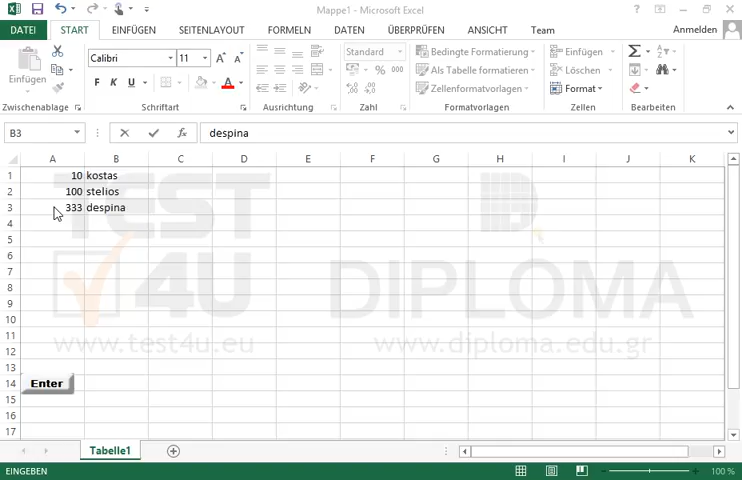 Mappe1 - Microsoft Excel
DATEI START EINFÜGEN SEITENLAYOUT FORMELN DATEN ÜBERPRÜFEN ANSICHT Team Anmelden
Calibri 11 Standard Bedingte Formatierung Einfügen
Einfügen F K U A % 000 Als Tabelle formatieren Löschen
Zellenformatvorlagen Format
Zwischenablage Schriftart Ausrichtung Zahl Formatvorlagen Zellen Bearbeiten
B3 fx despina
A B C D E F G H I J K
1 10 kostas
2 100 stelios
3 333 despina
4
5
6
7
8
9
10
11
12
13
14
15
16
17
TEST
4U DIPLOMA
www.test4u.eu www.diploma.edu.gr
Enter
Tabelle1
EINGEBEN 100 %